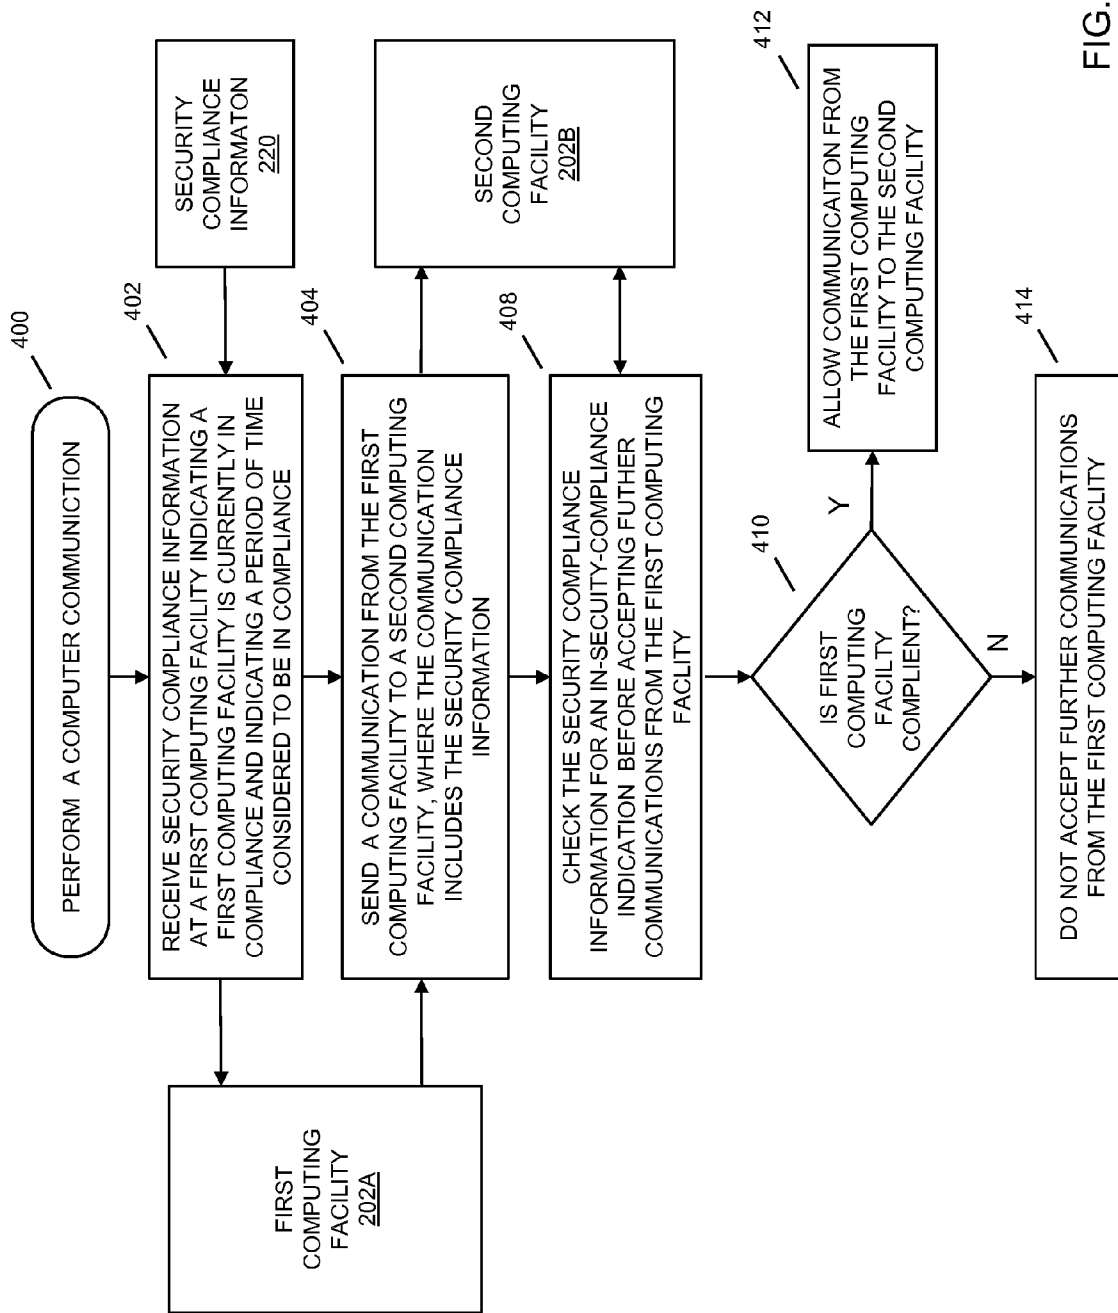 400
PERFORM A COMPUTER COMMUNICTION
402
RECEIVE SECURITY COMPLIANCE INFORMATION
AT A FIRST COMPUTING FACILITY INDICATING A
FIRST COMPUTING FACILITY IS CURRENTLY IN
COMPLIANCE AND INDICATING A PERIOD OF TIME
CONSIDERED TO BE IN COMPLIANCE
SECURITY
COMPLIANCE
INFORMATON
220
FIRST
COMPUTING
FACILITY
202A
404
SEND A COMMUNICATION FROM THE FIRST
COMPUTING FACILITY TO A SECOND COMPUTING
FACILITY, WHERE THE COMMUNICATION
INCLUDES THE SECURITY COMPLIANCE
INFORMATION
SECOND
COMPUTING
FACILITY
202B
408
CHECK THE SECURITY COMPLIANCE
INFORMATION FOR AN IN-SECUITY-COMPLIANCE
INDICATION BEFORE ACCEPTING FUTHER
COMMUNICATIONS FROM THE FIRST COMPUTING
FACLITY
410
IS FIRST
COMPUTING
FACILTY
COMPLIENT?
Y
N
412
ALLOW COMMUNICAITON FROM
THE FIRST COMPUTING
FACILITY TO THE SECOND
COMPUTING FACILITY
414
DO NOT ACCEPT FURTHER COMMUNICATIONS
FROM THE FIRST COMPUTING FACLITY
FIG.